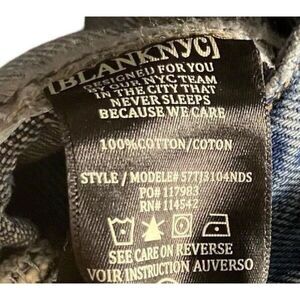 [BLANKNYC]
DESIGNED FOR YOU
BY OUR NYC TEAM
IN THE CITY THAT
NEVER SLEEPS
BECAUSE WE CARE
100%COTTON/COTON
STYLE / MODELE# 57TJ3104NDS
PO# 117983
RN# 114542
SEE CARE ON REVERSE
VOIR INSTRUCTION AUVERSO